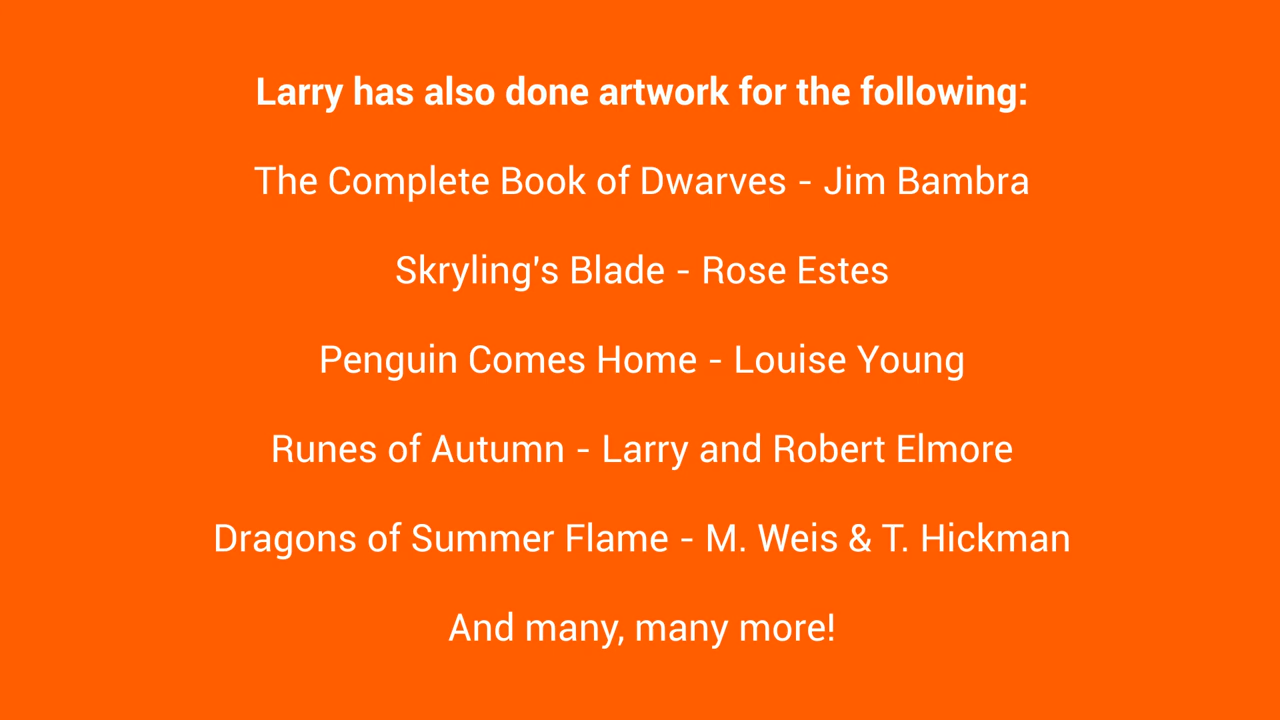 Larry has also done artwork for the following:
The Complete Book of Dwarves - Jim Bambra
Skryling's Blade - Rose Estes
Penguin Comes Home - Louise Young
Runes of Autumn - Larry and Robert Elmore
Dragons of Summer Flame - M. Weis & T. Hickman
And many, many more!